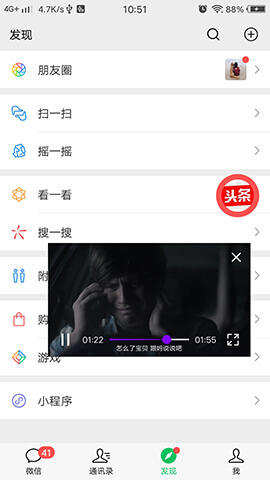 4G+ 4.7K/s 10:51 88%
发现
朋友圈
扫一扫
摇一摇
看一看
头条
搜一搜
附
01:22 01:55
购
怎么了宝贝 跟妈说说吧
游戏
小程序
41
微信 通讯录 发现 我